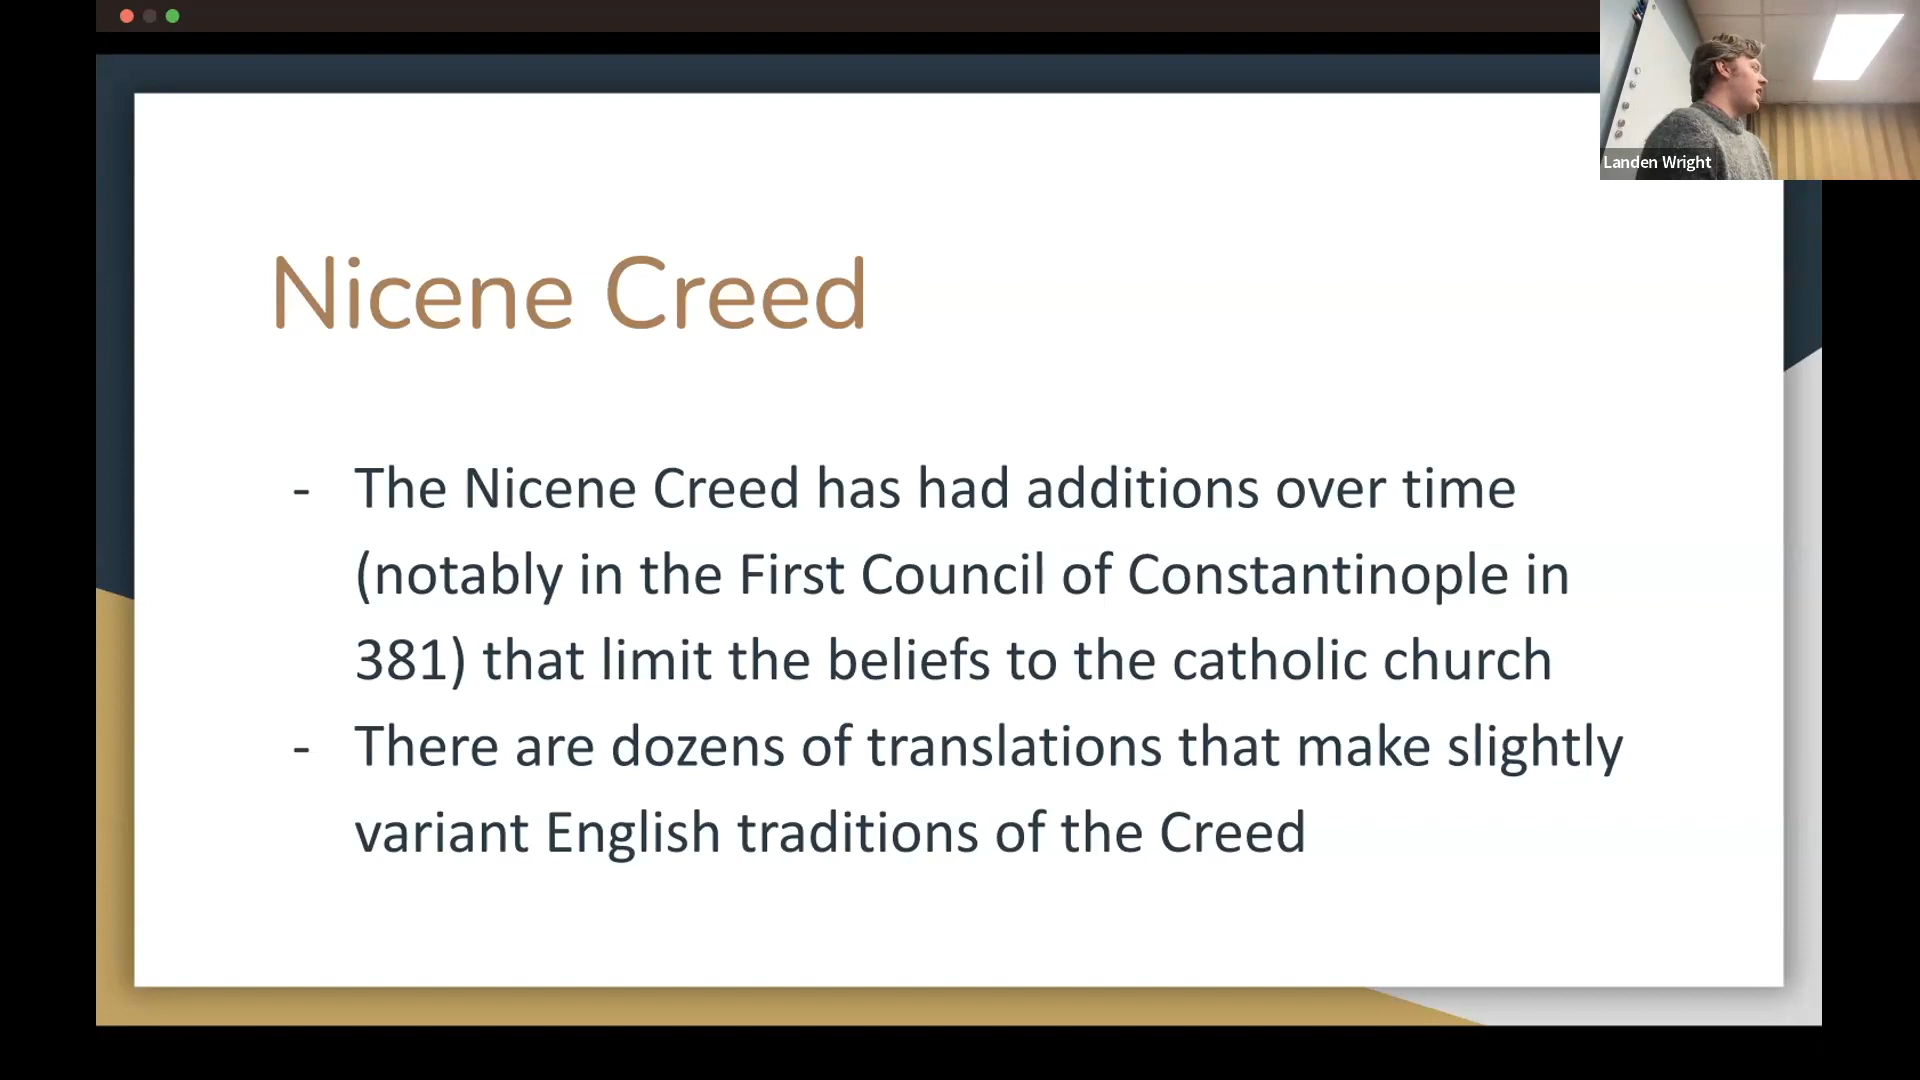 Landen Wright
Nicene Creed
- The Nicene Creed has had additions over time
(notably in the First Council of Constantinople in
381) that limit the beliefs to the catholic church
- There are dozens of translations that make slightly
variant English traditions of the Creed